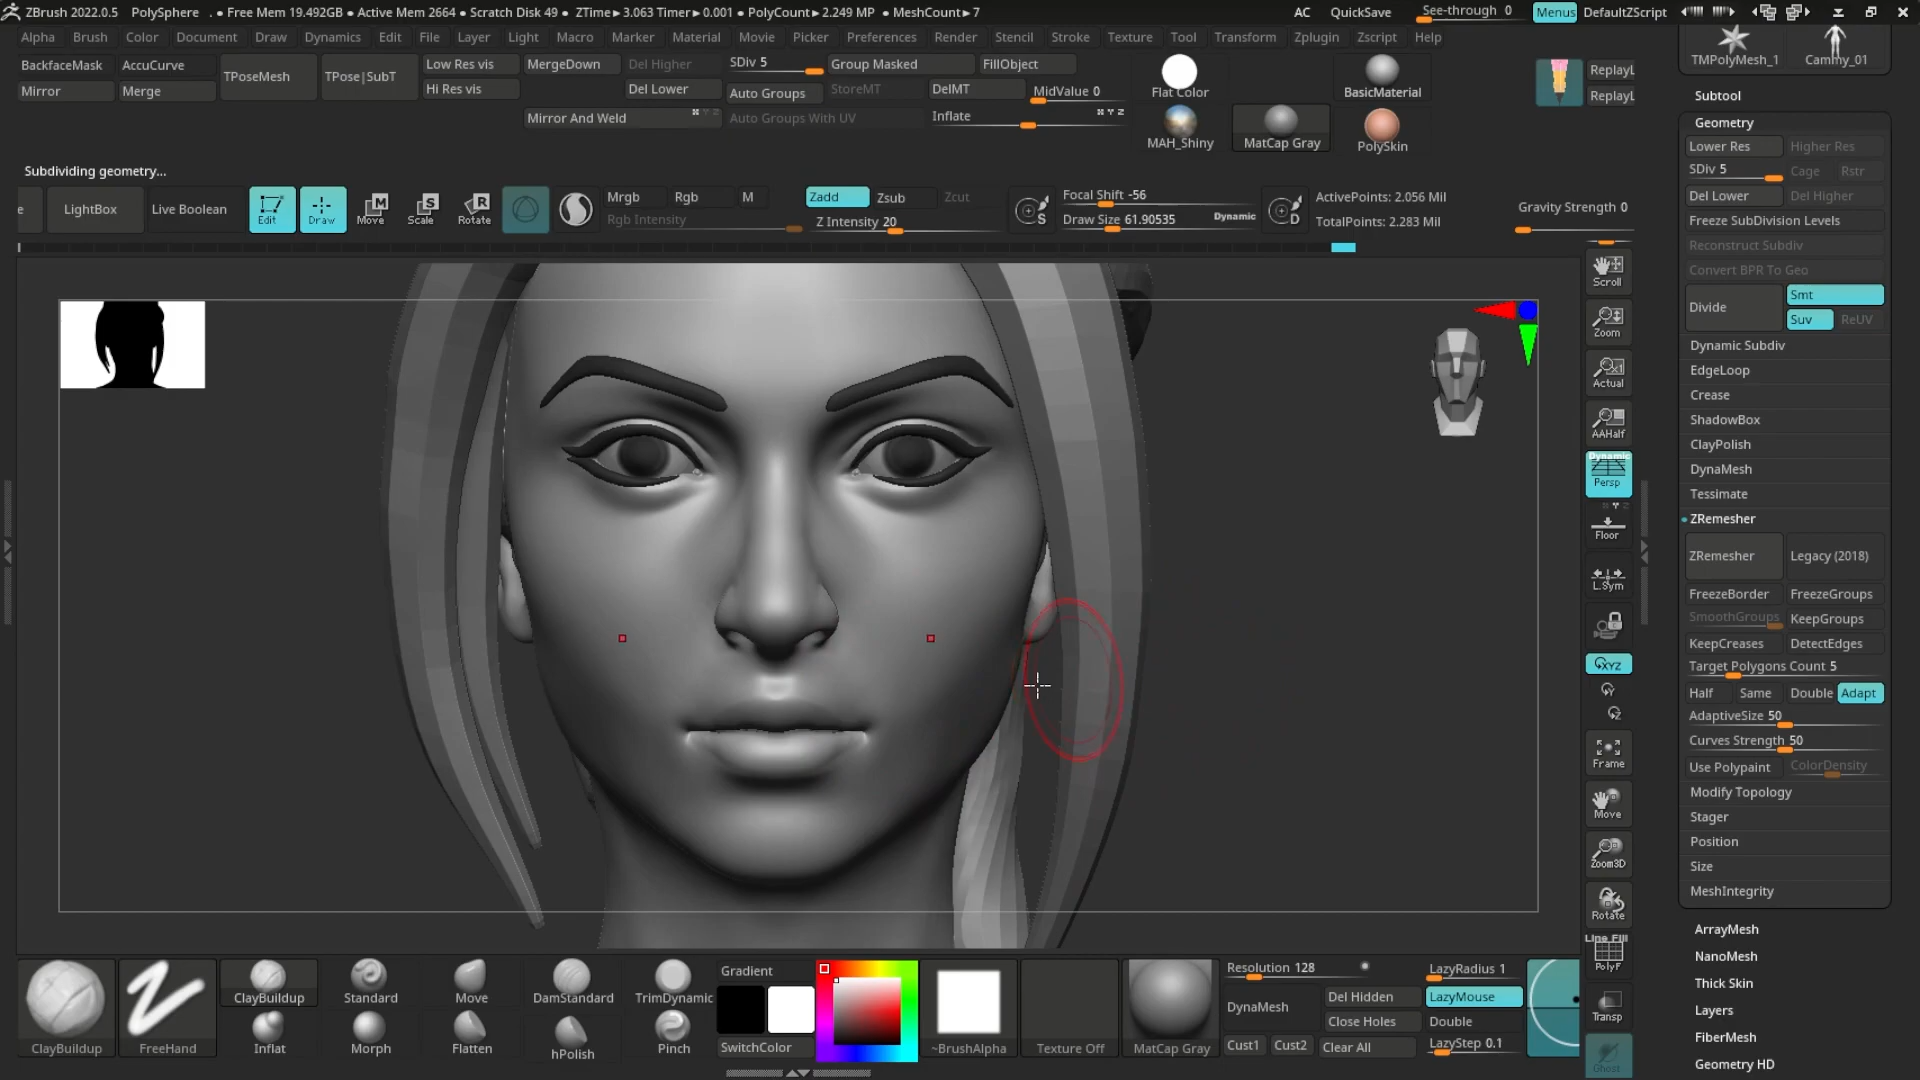 ZBrush 2022.0.5 PolySphere . • Free Mem 19.492GB • Active Mem 2664 • Scratch Disk 49 • ZTime▸3.063 Timer▸0.001 • PolyCount▸2.249 MP • MeshCount▸7 AC QuickSave See-through 0 Menus DefaultZScript
Alpha Brush Color Document Draw Dynamics Edit File Layer Light Macro Marker Material Movie Picker Preferences Render Stencil Stroke Texture Tool Transform Zplugin Zscript Help
BackfaceMask AccuCurve TPoseMesh TPose|SubT Low Res vis MergeDown Del Higher SDiv 5 Group Masked FillObject
Mirror Merge Hi Res vis Del Lower Auto Groups StoreMT DelMT MidValue 0
Mirror And Weld Auto Groups With UV Inflate
Flat Color BasicMaterial
MAH_Shiny MatCap Gray PolySkin
ReplayL
ReplayL
TMPolyMesh_1 Cammy_01
Subdividing geometry...
e LightBox Live Boolean Edit Draw Move Scale Rotate
Mrgb Rgb M Zadd Zsub Zcut
Rgb Intensity Z Intensity 20
S Focal Shift -56
Draw Size 61.90535 Dynamic D
ActivePoints: 2.056 Mil
TotalPoints: 2.283 Mil
Gravity Strength 0
Scroll
Zoom
Actual
AAHalf
Dynamic
Persp
Floor
L.Sym
XYZ
Frame
Move
Zoom3D
Rotate
Line Fill
PolyF
Transp
Ghost
Subtool
Geometry
Lower Res Higher Res
SDiv 5 Cage Rstr
Del Lower Del Higher
Freeze SubDivision Levels
Reconstruct Subdiv
Convert BPR To Geo
Divide Smt
Suv ReUV
Dynamic Subdiv
EdgeLoop
Crease
ShadowBox
ClayPolish
DynaMesh
Tessimate
ZRemesher
ZRemesher Legacy (2018)
FreezeBorder FreezeGroups
SmoothGroups KeepGroups
KeepCreases DetectEdges
Target Polygons Count 5
Half Same Double Adapt
AdaptiveSize 50
Curves Strength 50
Use Polypaint ColorDensity
Modify Topology
Stager
Position
Size
MeshIntegrity
ArrayMesh
NanoMesh
Thick Skin
Layers
FiberMesh
Geometry HD
ClayBuildup FreeHand
ClayBuildup Standard Move DamStandard TrimDynamic
Inflat Morph Flatten hPolish Pinch
Gradient
SwitchColor
~BrushAlpha Texture Off MatCap Gray
Resolution 128 LazyRadius 1
DynaMesh Del Hidden LazyMouse
Close Holes Double
Cust1 Cust2 Clear All LazyStep 0.1